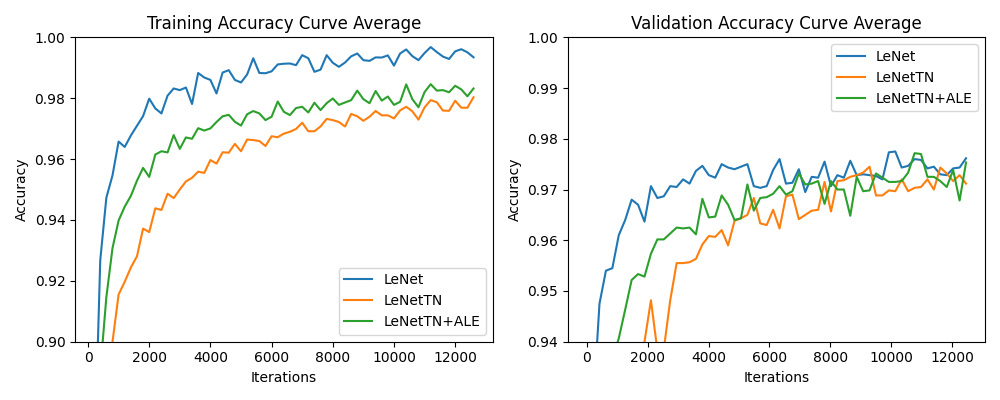 Training Accuracy Curve Average
1.00
0.98
0.96
0.94
0.92
0.90
Accuracy
0 2000 4000 6000 8000 10000 12000
Iterations
LeNet
LeNetTN
LeNetTN+ALE
Validation Accuracy Curve Average
1.00
0.99
0.98
0.97
0.96
0.95
0.94
Accuracy
0 2000 4000 6000 8000 10000 12000
Iterations
LeNet
LeNetTN
LeNetTN+ALE